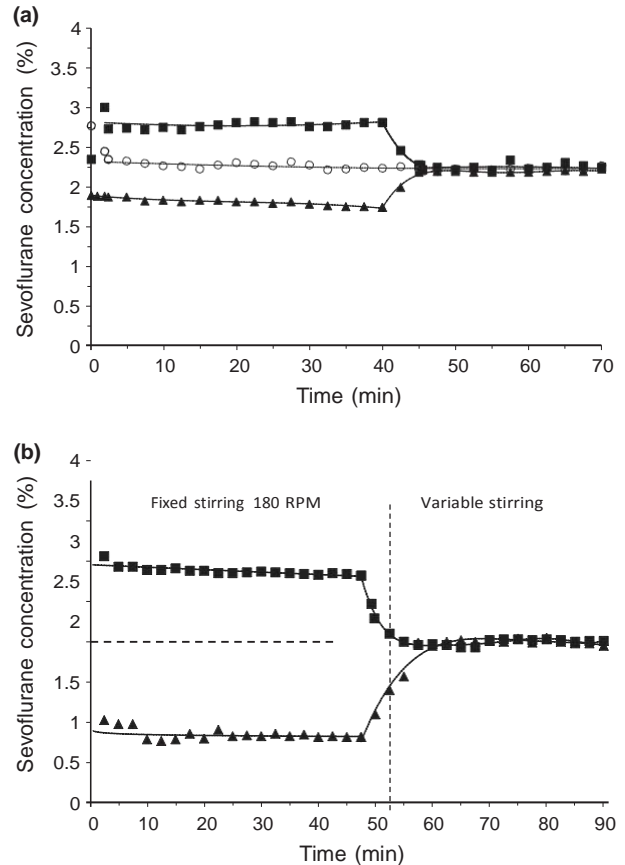 (a)
Sevoflurane concentration (%)
4
3.5
3
2.5
2
1.5
1
0.5
0
0 10 20 30 40 50 60 70
Time (min)
(b)
Sevoflurane concentration (%)
4
3.5
3
2.5
2
1.5
1
0.5
0
Fixed stirring 180 RPM Variable stirring
0 10 20 30 40 50 60 70 80 90
Time (min)